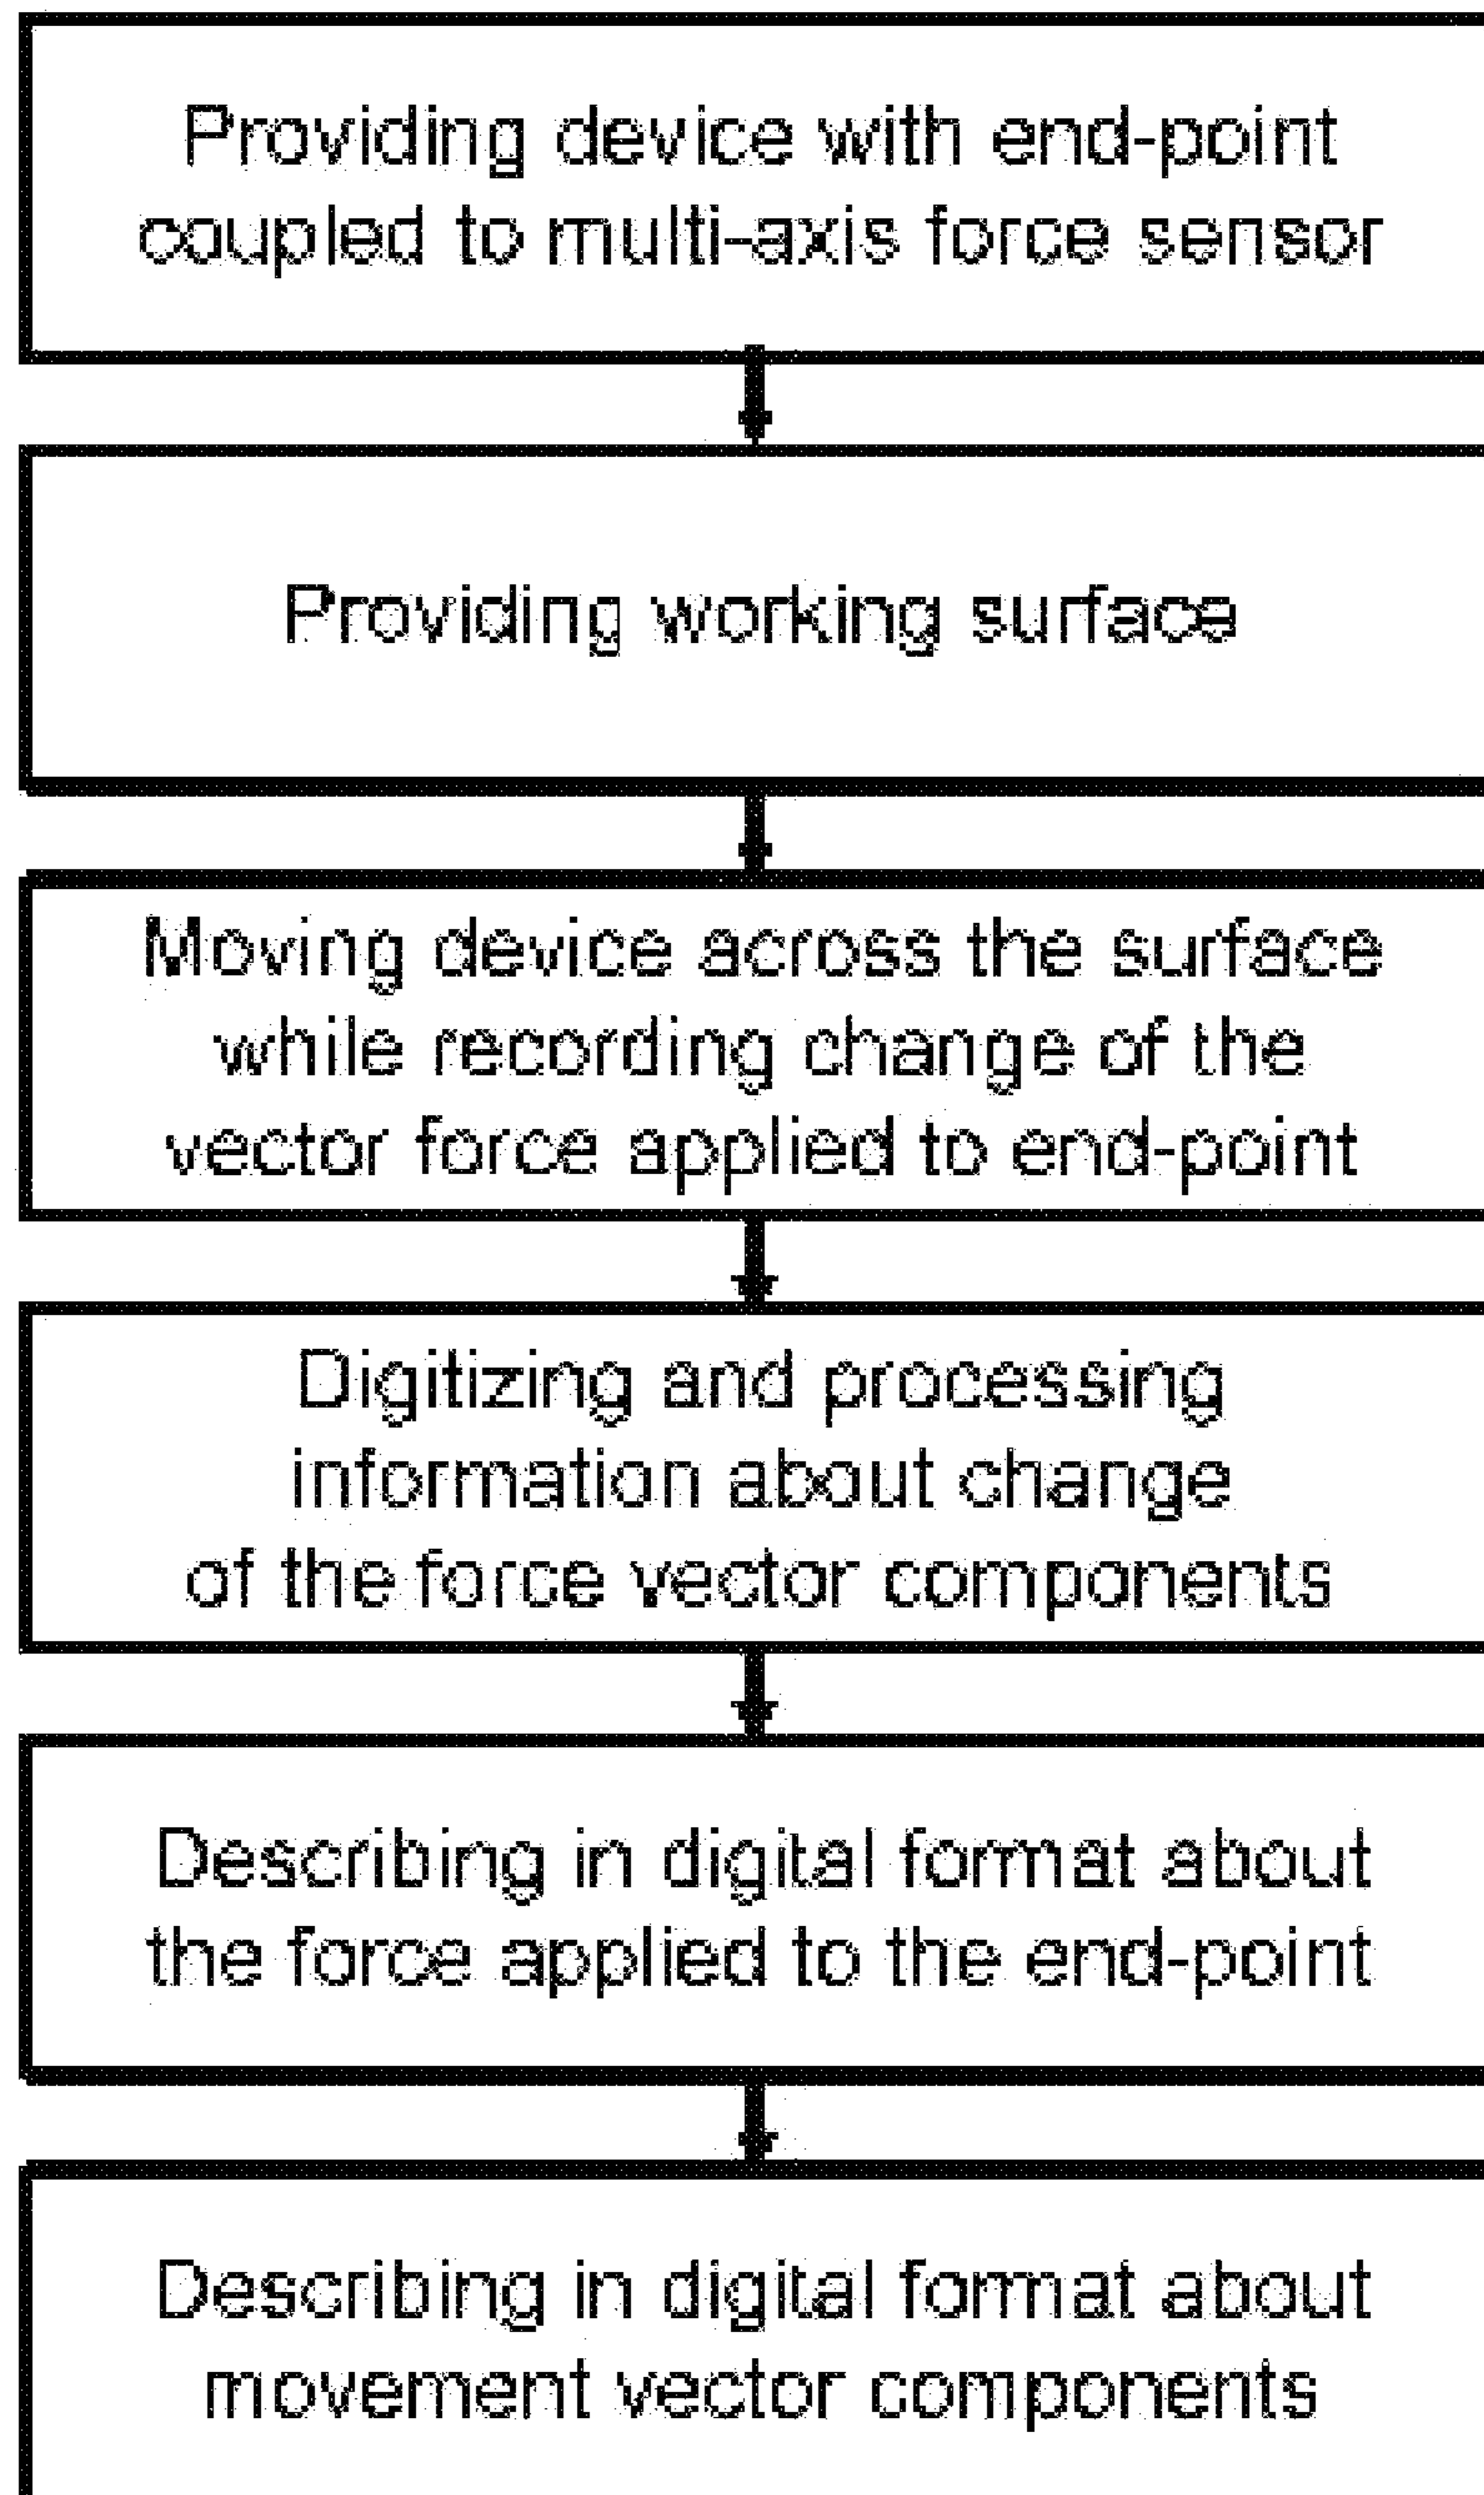 Providing device with end-point
coupled to multi-axis force sensor
Providing working surface
Moving device across the surface
while recording change of the
vector force applied to end-point
Digitizing and processing
information about change
of the force vector components
Describing in digital format about
the force applied to the end-point
Describing in digital format about
movement vector components